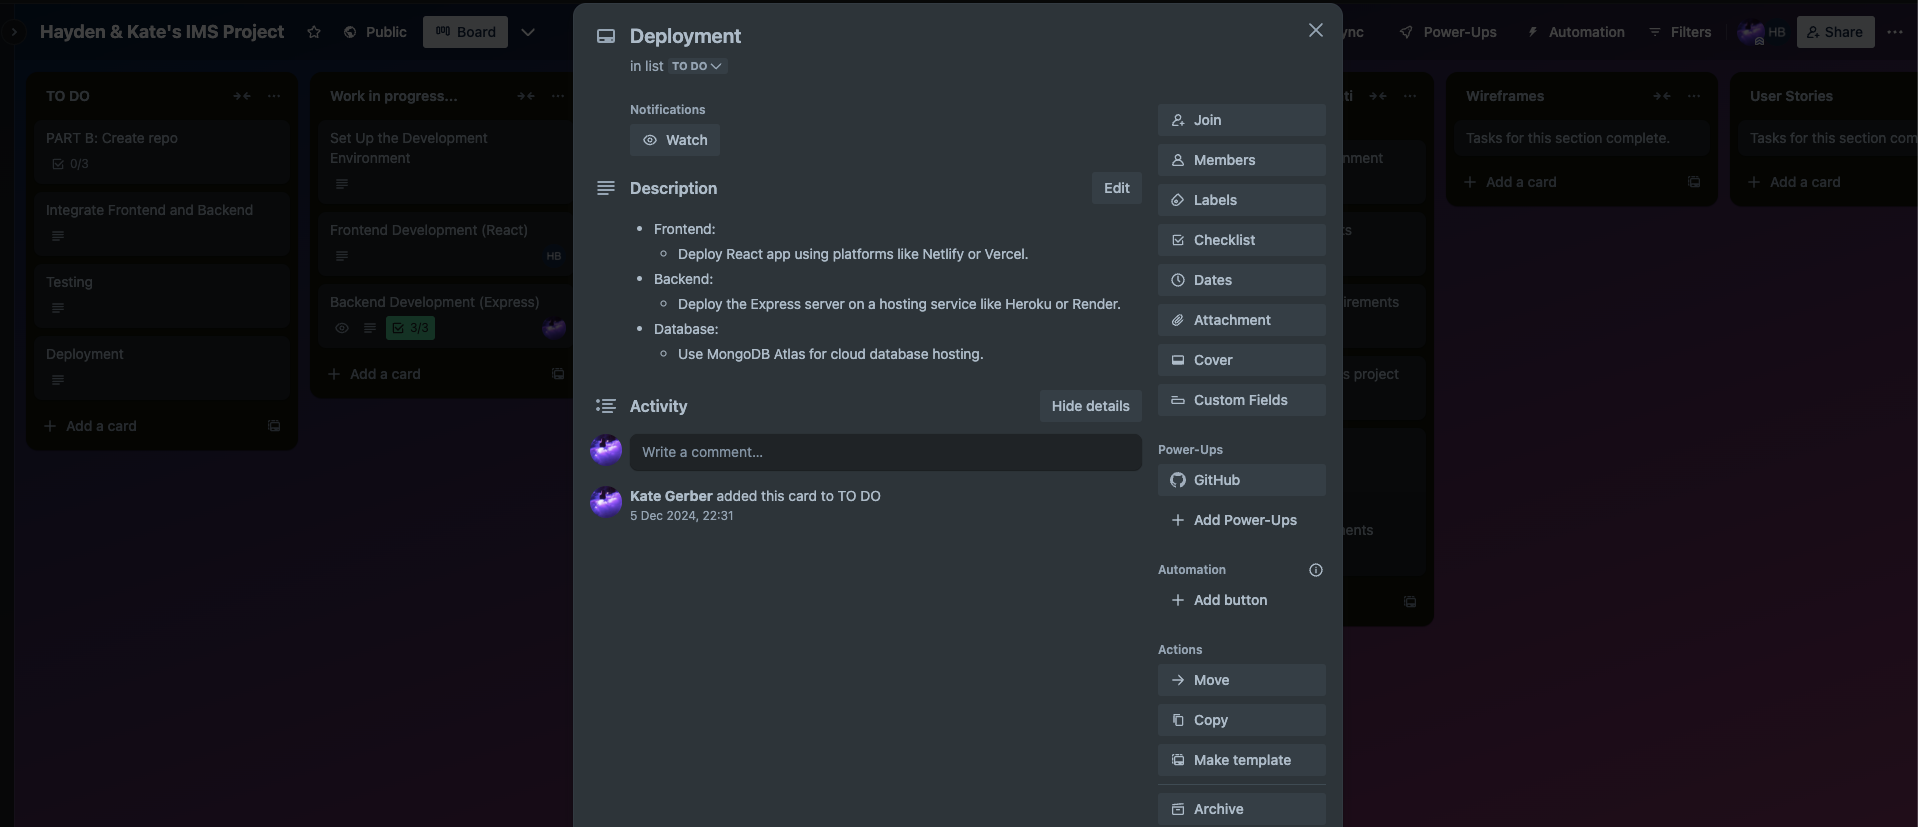 Hayden & Kate's IMS Project
Public
Board
Power-Ups
Automation
Filters
HB
Share
TO DO
PART B: Create repo
0/3
Integrate Frontend and Backend
Testing
Deployment
Add a card
Work in progress...
Set Up the Development
Environment
Frontend Development (React)
HB
Backend Development (Express)
3/3
Add a card
Deployment
in list TO DO
Notifications
Watch
Description
Edit
• Frontend:
◦ Deploy React app using platforms like Netlify or Vercel.
• Backend:
◦ Deploy the Express server on a hosting service like Heroku or Render.
• Database:
◦ Use MongoDB Atlas for cloud database hosting.
Activity
Hide details
Write a comment...
Kate Gerber added this card to TO DO
5 Dec 2024, 22:31
Join
Members
Labels
Checklist
Dates
Attachment
Cover
Custom Fields
Power-Ups
GitHub
Add Power-Ups
Automation
Add button
Actions
Move
Copy
Make template
Archive
s project
Wireframes
Tasks for this section complete.
Add a card
User Stories
Tasks for this section com
Add a card